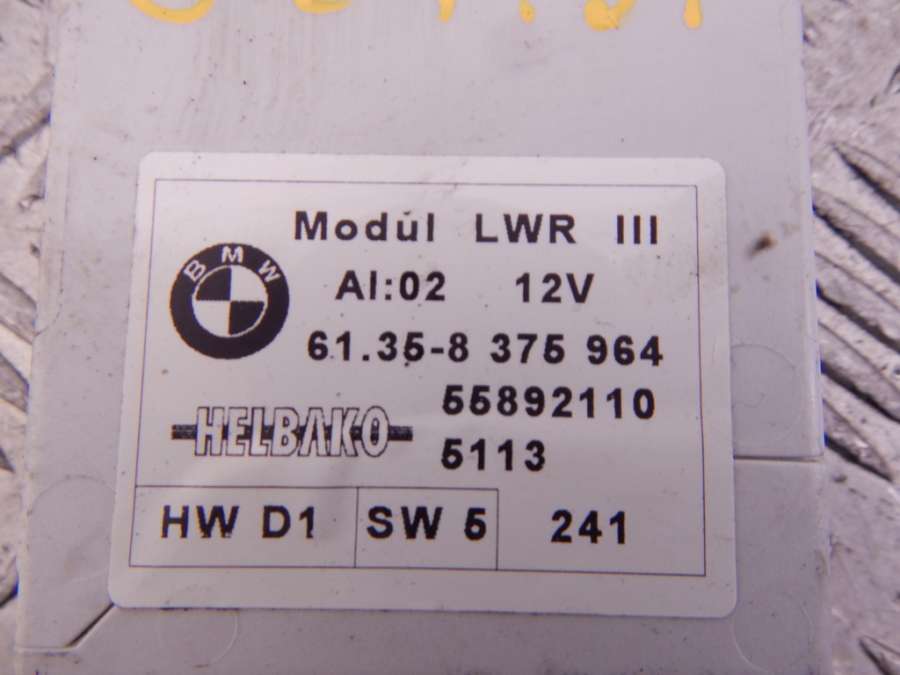 Modul LWR III
BMW
AI:02 12V
61.35-8 375 964
HELBAKO
55892110
5113
HW D1 SW 5 241